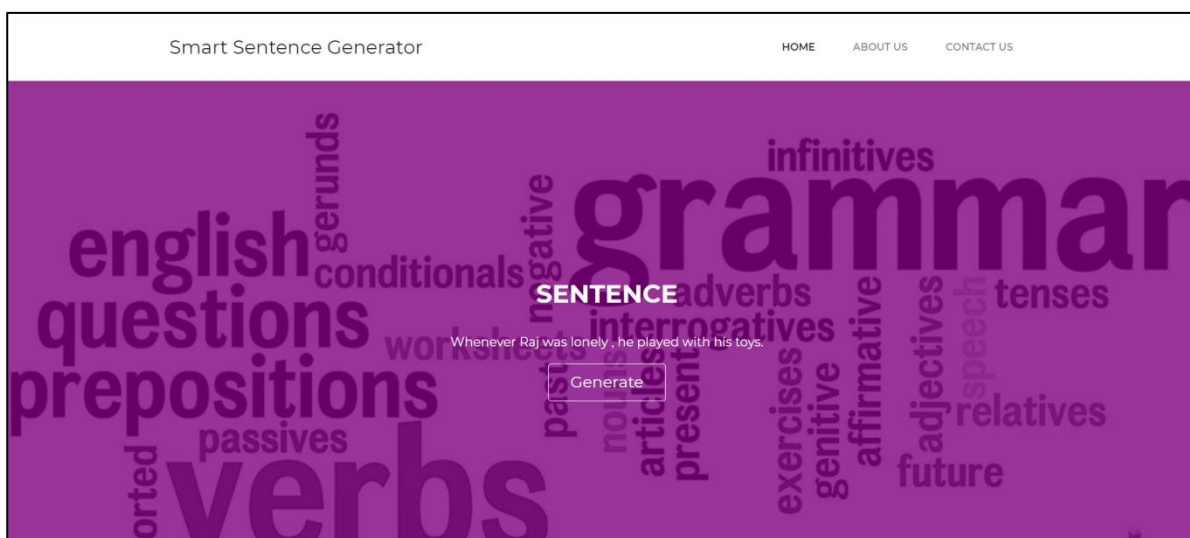 Smart Sentence Generator
HOME ABOUT US CONTACT US
gerunds
infinitives
grammar
negative
english
conditionals
SENTENCE
adverbs
affirmative
adjectives
speech
tenses
questions
interrogatives
worksheets
Whenever Raj was lonely , he played with his toys.
Generate
prepositions
past
nouns
articles
present
exercises
genitive
relatives
passives
future
orted
verbs